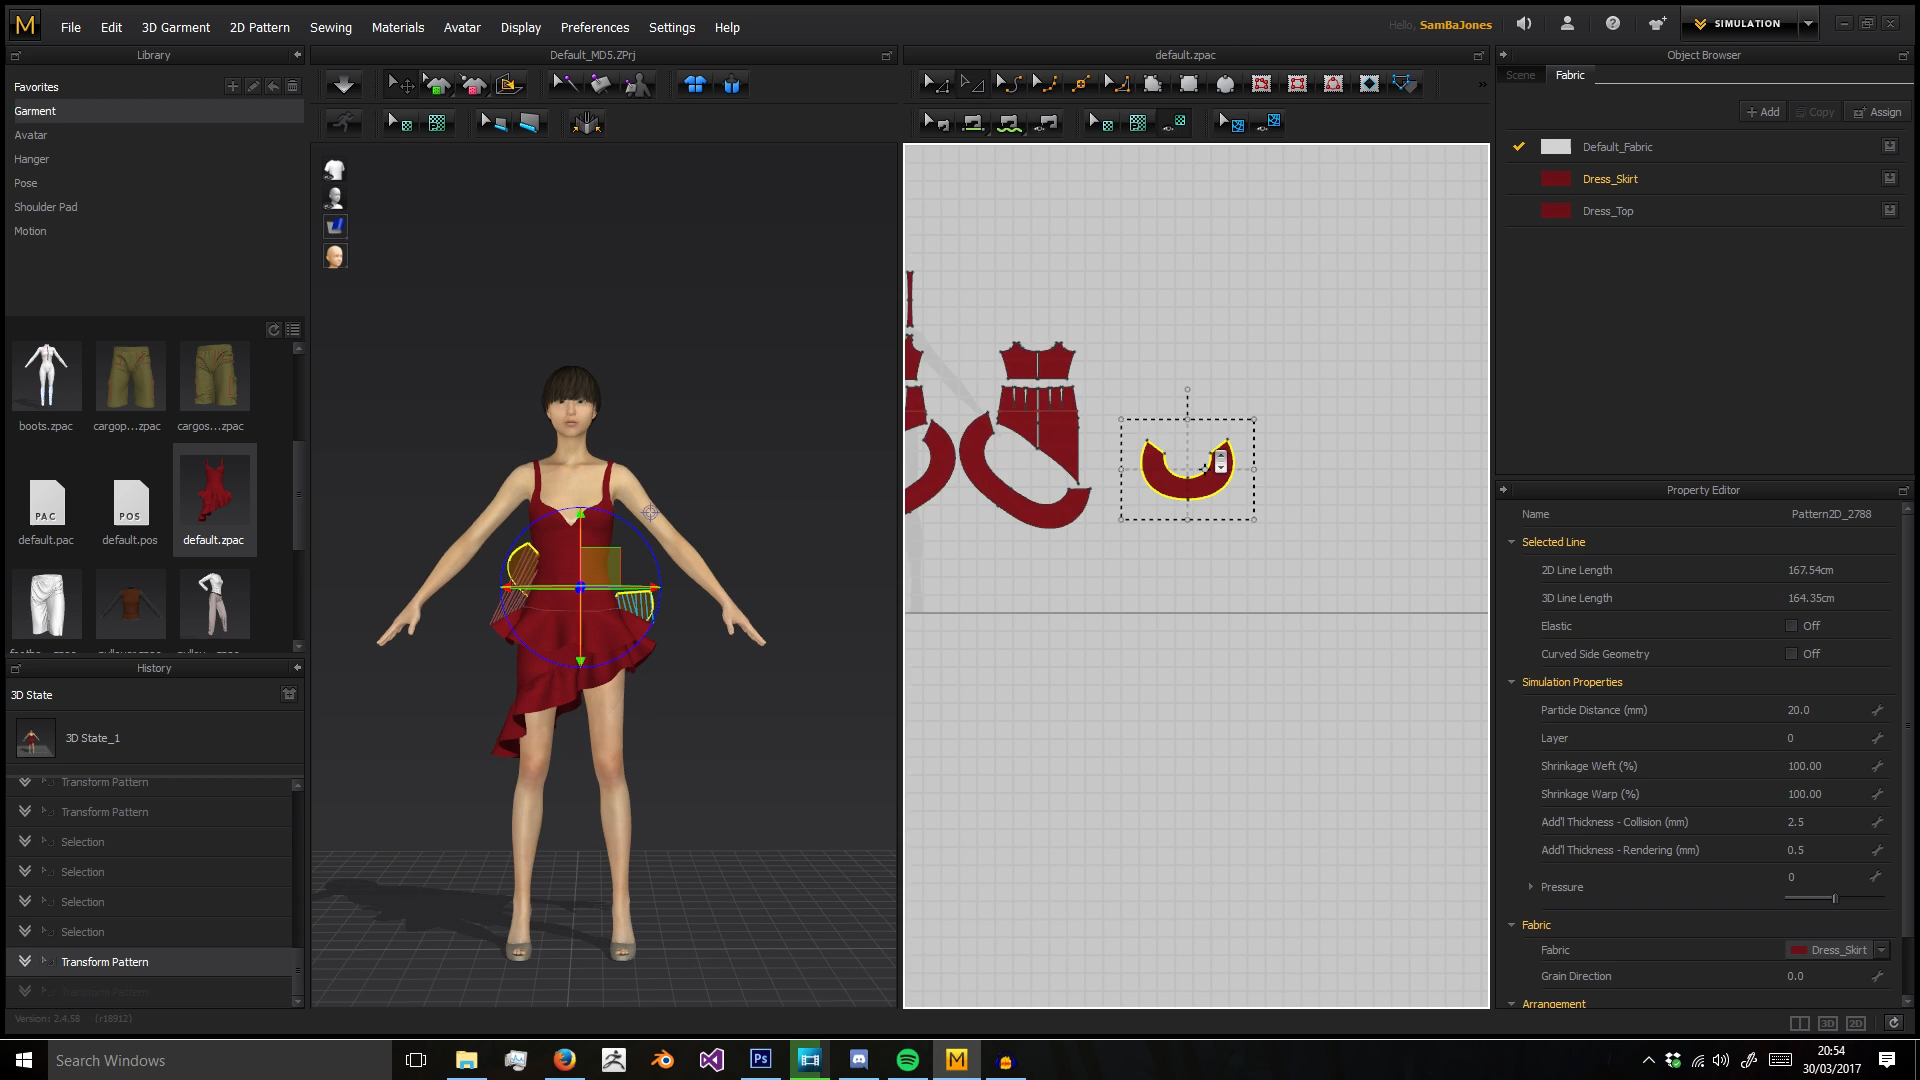 M File Edit 3D Garment 2D Pattern Sewing Materials Avatar Display Preferences Settings Help
Hello, SamBaJones
SIMULATION
Library
Default_MD5.ZPrj
default.zpac
Object Browser
Favorites
Garment
Avatar
Hanger
Pose
Shoulder Pad
Motion
boots.zpac cargop...zpac cargos...zpac
PAC POS
default.pac default.pos default.zpac
History
3D State
3D State_1
Transform Pattern
Transform Pattern
Selection
Selection
Selection
Selection
Transform Pattern
Transform Pattern
Version: 2.4.58 (r18912)
Scene Fabric
+ Add Copy Assign
Default_Fabric
Dress_Skirt
Dress_Top
Property Editor
Name Pattern2D_2788
Selected Line
2D Line Length 167.54cm
3D Line Length 164.35cm
Elastic Off
Curved Side Geometry Off
Simulation Properties
Particle Distance (mm) 20.0
Layer 0
Shrinkage Weft (%) 100.00
Shrinkage Warp (%) 100.00
Add'l Thickness - Collision (mm) 2.5
Add'l Thickness - Rendering (mm) 0.5
Pressure 0
Fabric
Fabric Dress_Skirt
Grain Direction 0.0
Arrangement
3D 2D
Search Windows
Ps
M
20:54
30/03/2017